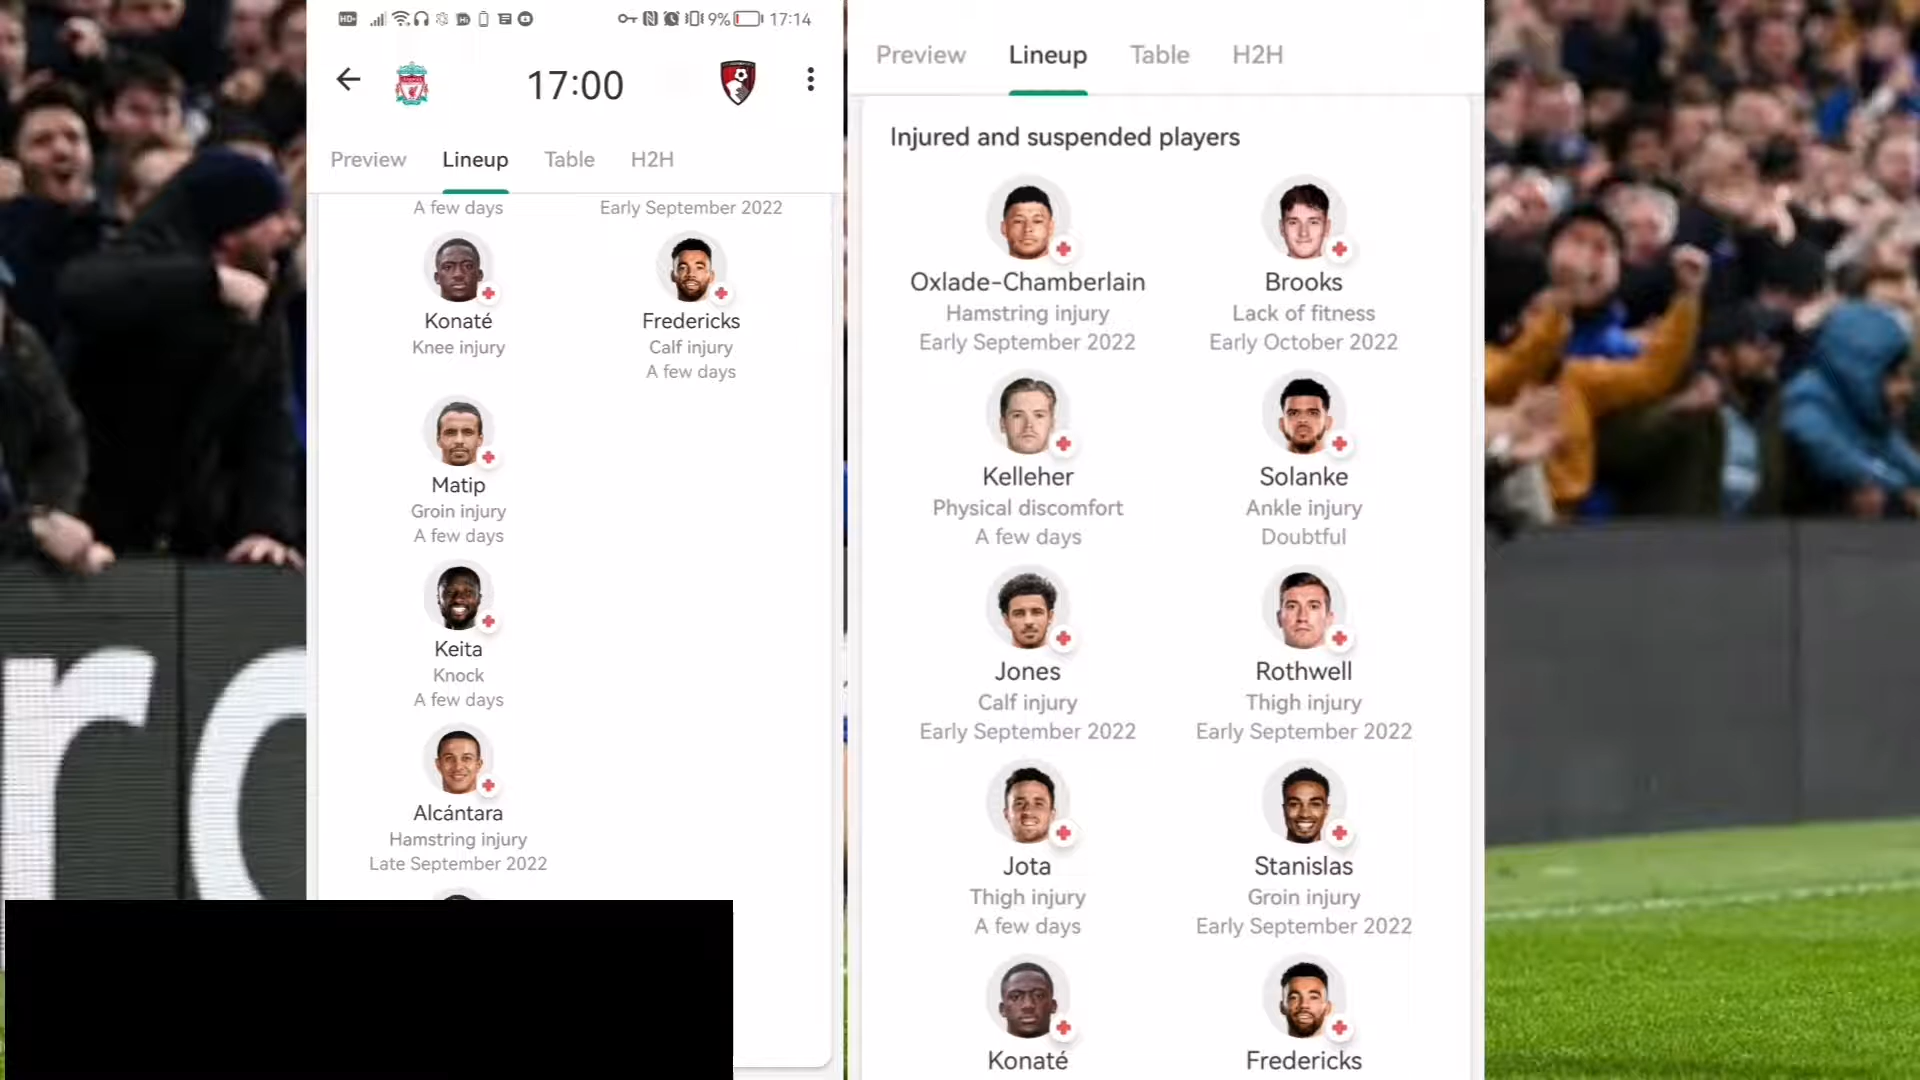 9% 17:14
17:00
Preview Lineup Table H2H
A few days Early September 2022
Konaté Fredericks
Knee injury Calf injury
A few days
Matip
Groin injury
A few days
Keita
Knock
A few days
Alcántara
Hamstring injury
Late September 2022
Preview Lineup Table H2H
Injured and suspended players
Oxlade-Chamberlain Brooks
Hamstring injury Lack of fitness
Early September 2022 Early October 2022
Kelleher Solanke
Physical discomfort Ankle injury
A few days Doubtful
Jones Rothwell
Calf injury Thigh injury
Early September 2022 Early September 2022
Jota Stanislas
Thigh injury Groin injury
A few days Early September 2022
Konaté Fredericks